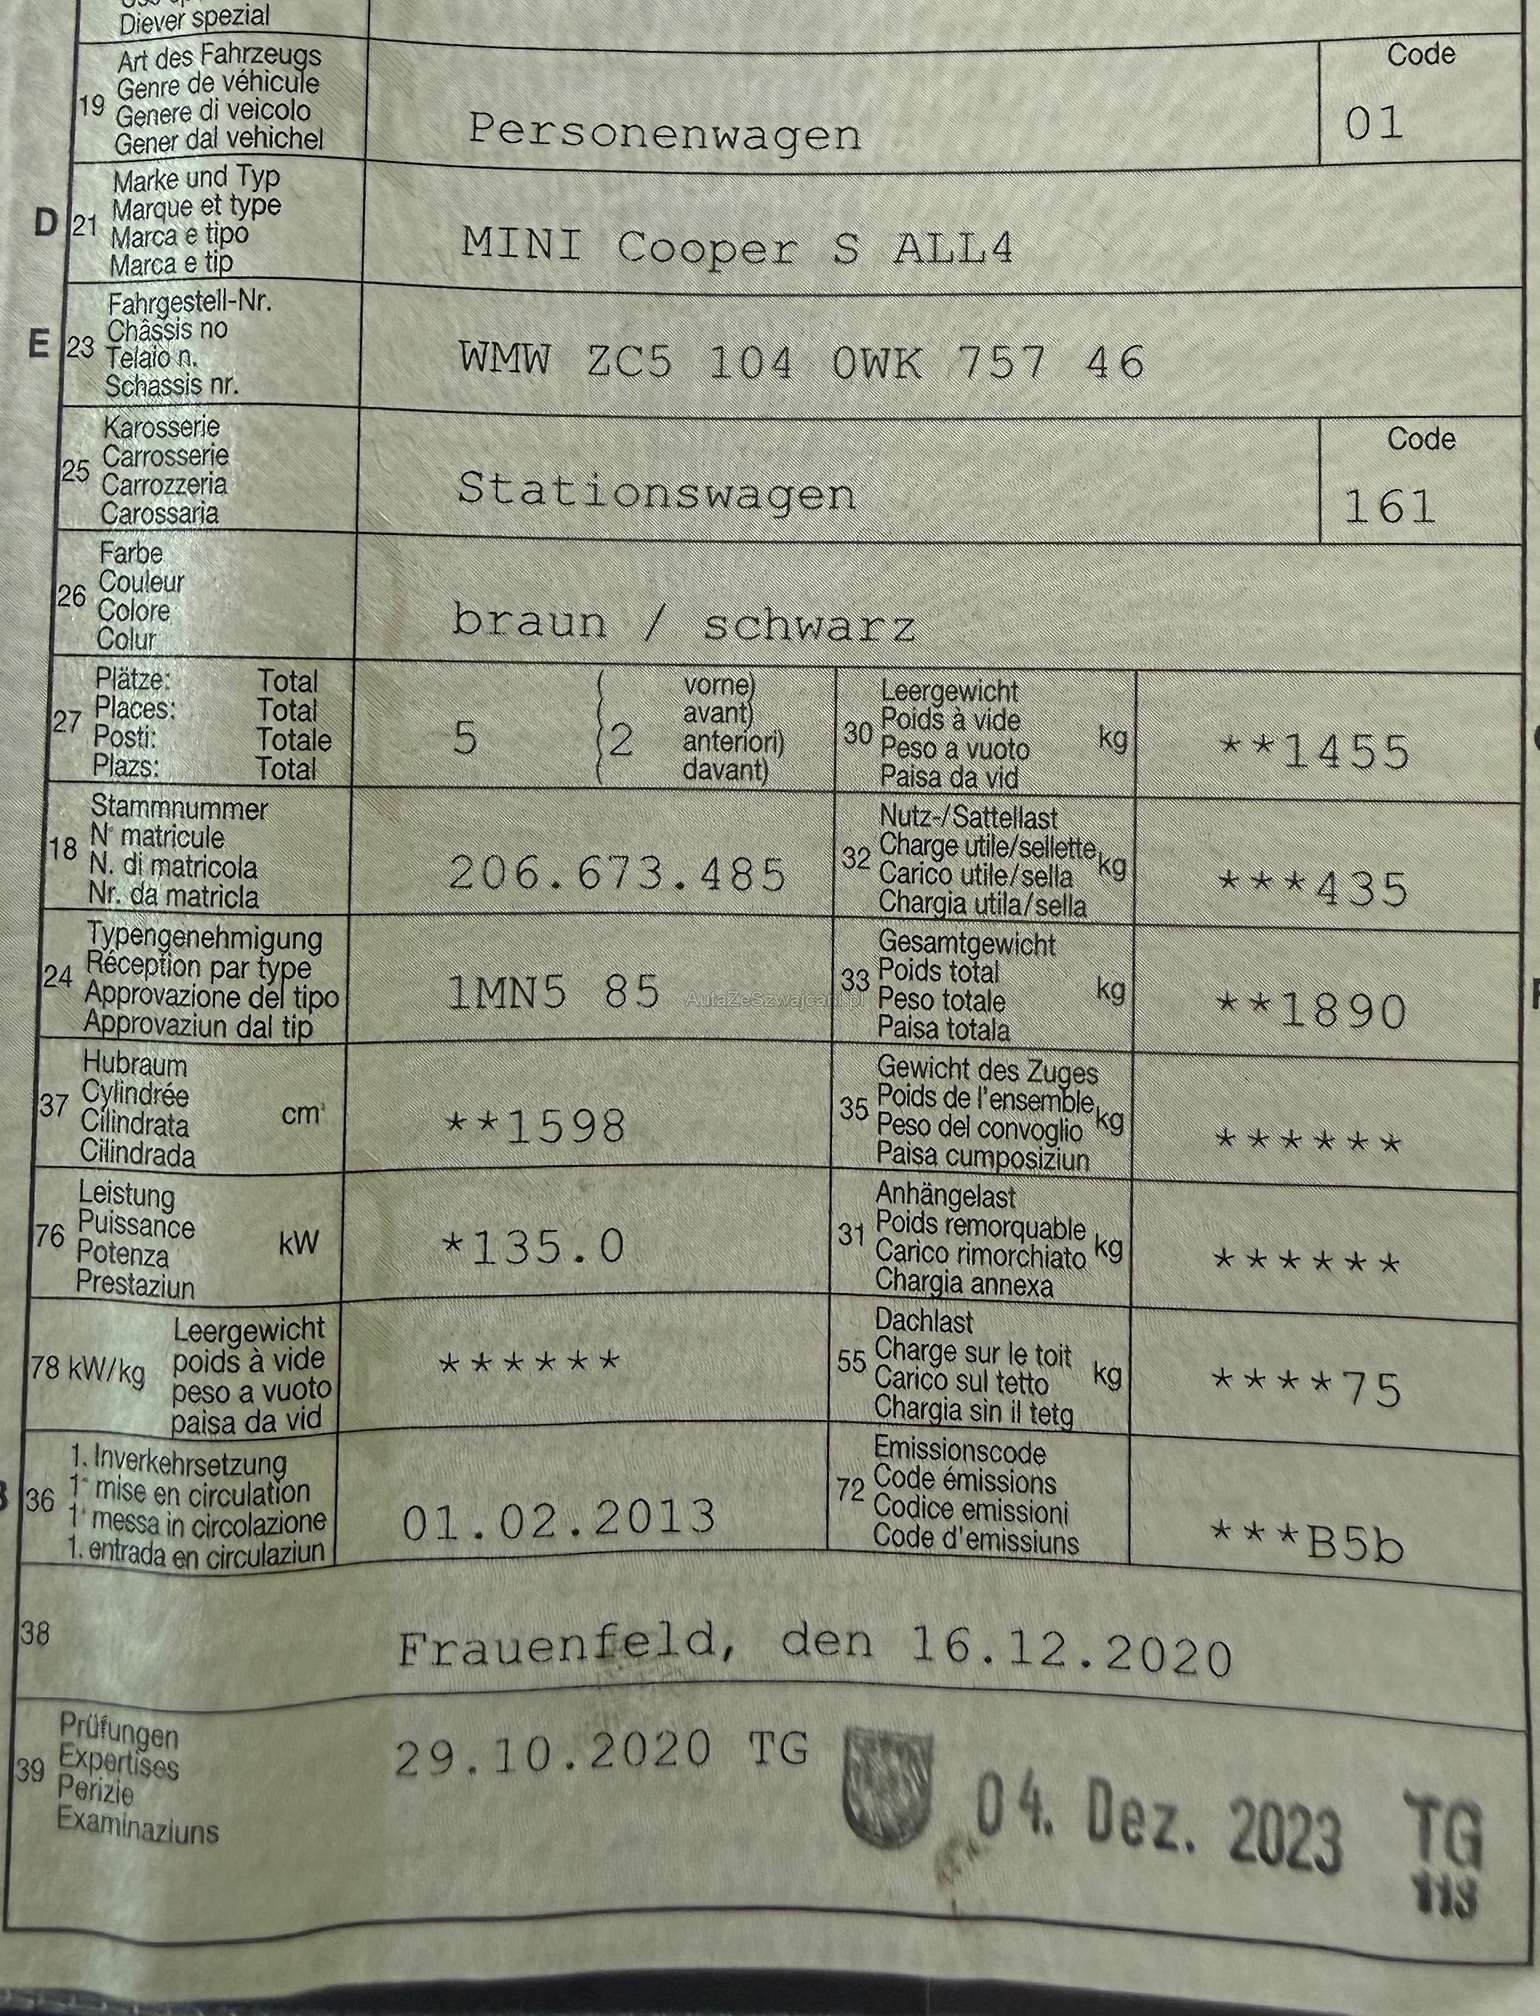 Diever spezial
19 Art des Fahrzeugs
Genre de véhicule
Genere di veicolo
Gener dal vehichel
Personenwagen
Code
01
D 21 Marke und Typ
Marque et type
Marca e tipo
Marca e tip
MINI Cooper S ALL4
E 23 Fahrgestell-Nr.
Châssis no
Telaio n.
Schassis nr.
WMW ZC5 104 0WK 757 46
25 Karosserie
Carrosserie
Carrozzeria
Carossaria
Stationswagen
Code
161
26 Farbe
Couleur
Colore
Colur
braun / schwarz
27 Plätze: Total
Places: Total
Posti: Totale
Plazs: Total
5
2
vorne)
avant)
anteriori)
davant)
30 Leergewicht
Poids à vide
Peso a vuoto
Paisa da vid
kg
**1455
18 Stammnummer
N° matricule
N. di matricola
Nr. da matricla
206.673.485
32 Nutz-/Sattellast
Charge utile/sellette
Carico utile/sella
Chargia utila/sella
kg
***435
24 Typengenehmigung
Réception par type
Approvazione del tipo
Approvaziun dal tip
1MN5 85
AutaZeSzwajcarii.pl
33 Gesamtgewicht
Poids total
Peso totale
Paisa totala
kg
**1890
37 Hubraum
Cylindrée
Cilindrata
Cilindrada
cm³
**1598
35 Gewicht des Zuges
Poids de l'ensemble
Peso del convoglio
Paisa cumposiziun
kg
******
76 Leistung
Puissance
Potenza
Prestaziun
kW
*135.0
31 Anhängelast
Poids remorquable
Carico rimorchiato
Chargia annexa
kg
******
78 kW/kg
Leergewicht
poids à vide
peso a vuoto
paisa da vid
******
55 Dachlast
Charge sur le toit
Carico sul tetto
Chargia sin il tetg
kg
****75
36 1. Inverkehrsetzung
1re mise en circulation
1a messa in circolazione
1. entrada en circulaziun
01.02.2013
72 Emissionscode
Code émissions
Codice emissioni
Code d'emissiuns
***B5b
38
Frauenfeld, den 16.12.2020
39 Prüfungen
Expertises
Perizie
Examinaziuns
29.10.2020 TG
04. Dez. 2023 TG
113